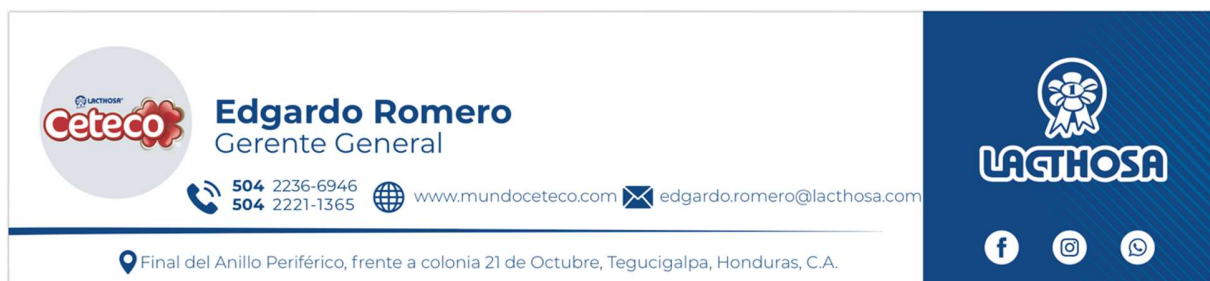 LACTHOSA
Ceteco
Edgardo Romero
Gerente General
504 2236-6946
504 2221-1365
www.mundoceteco.com
edgardo.romero@lacthosa.com
Final del Anillo Periférico, frente a colonia 21 de Octubre, Tegucigalpa, Honduras, C.A.
1
LACTHOSA